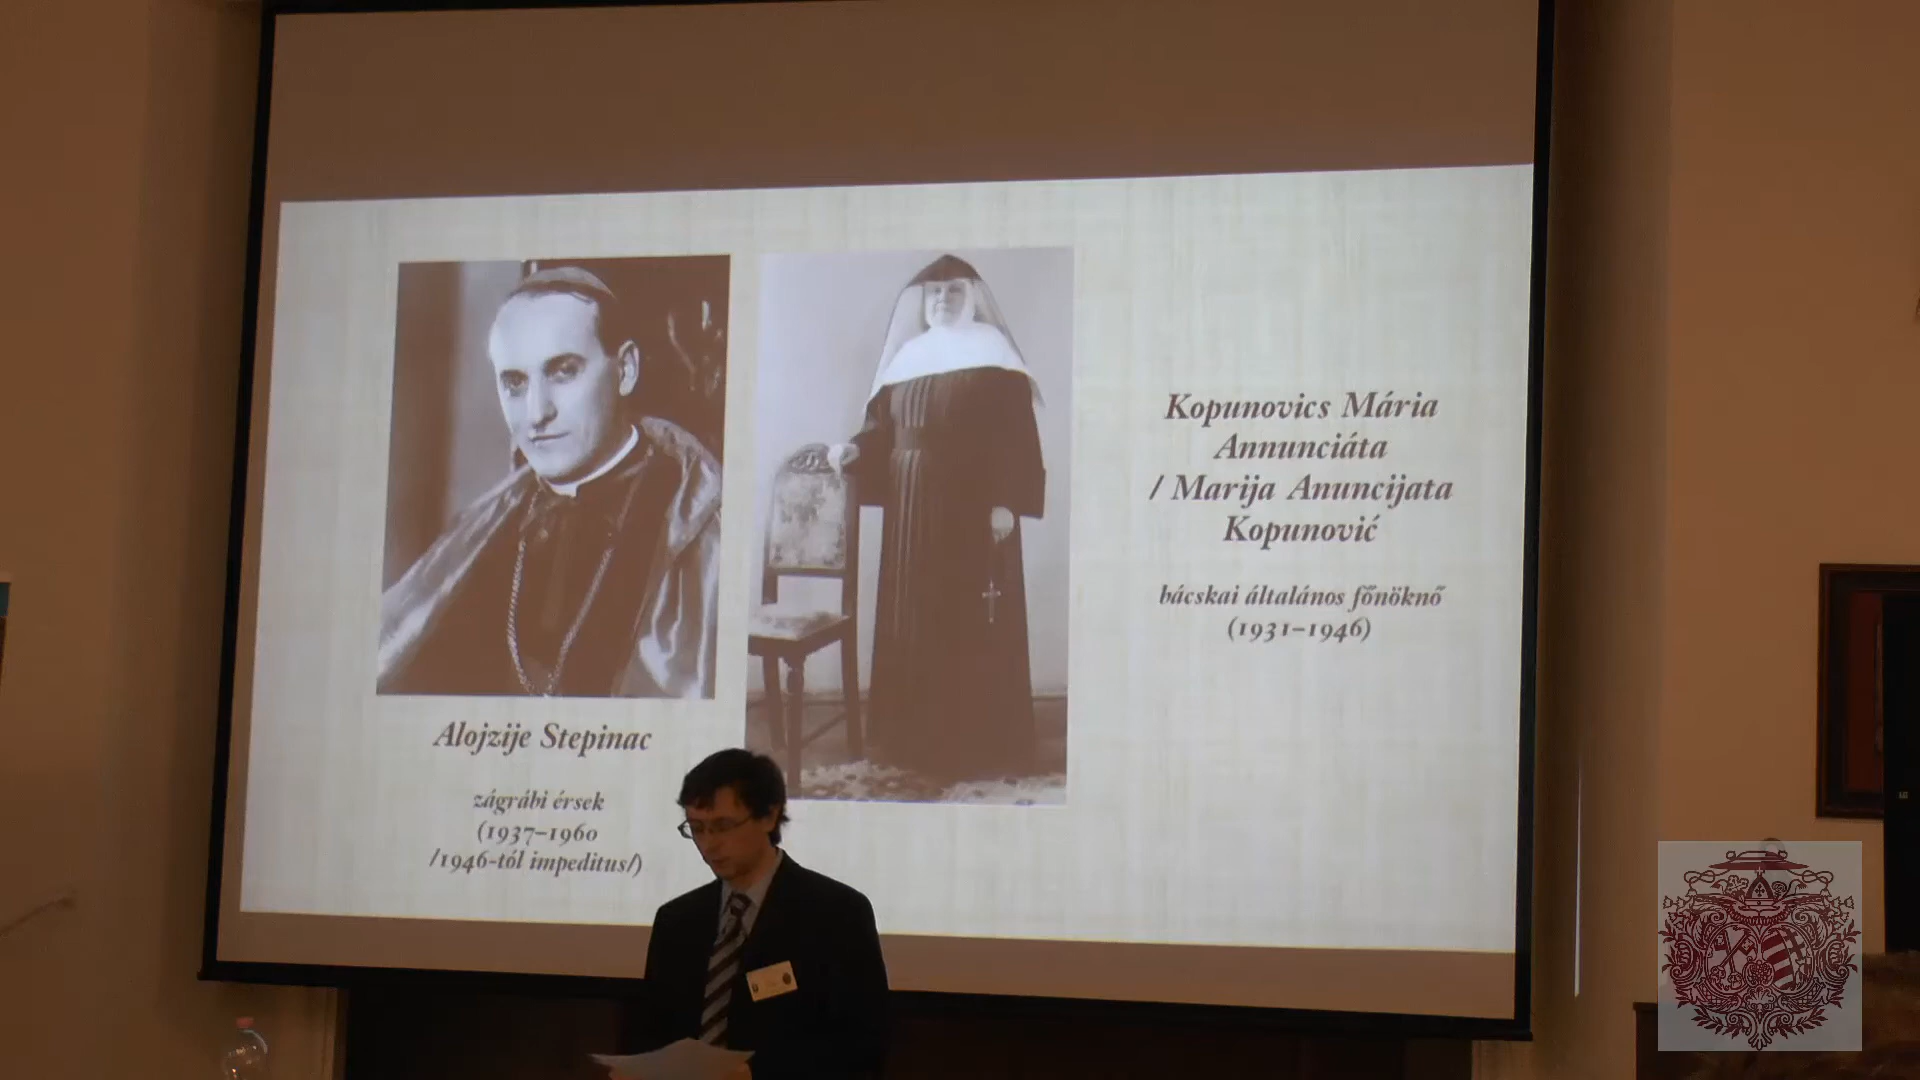 Alojzije Stepinac
zágrábi érsek
(1937–1960
/1946-tól impeditus/)
Kopunovics Mária
Annunciáta
/ Marija Anuncijata
Kopunović
bácskai általános főnöknő
(1931–1946)